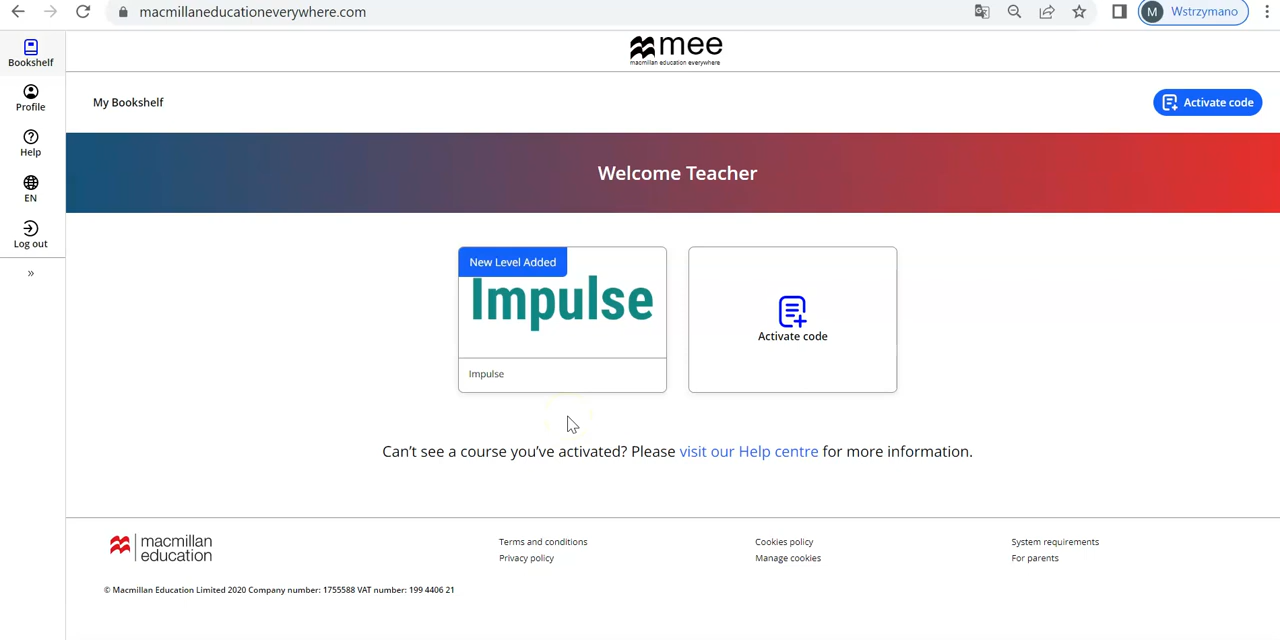 macmillaneducationeverywhere.com
M Wstrzymano
Bookshelf
Profile
Help
EN
Log out
»
mee
macmillan education everywhere
My Bookshelf
Activate code
Welcome Teacher
New Level Added
Impulse
Impulse
Activate code
Can’t see a course you’ve activated? Please visit our Help centre for more information.
macmillan
education
Terms and conditions
Privacy policy
Cookies policy
Manage cookies
System requirements
For parents
© Macmillan Education Limited 2020 Company number: 1755588 VAT number: 199 4406 21